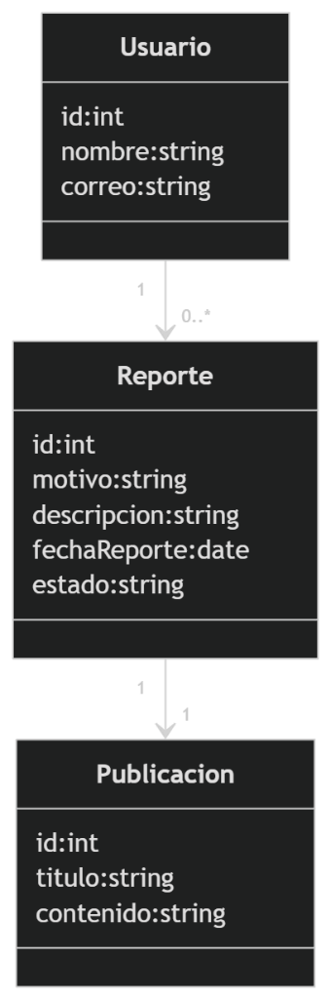 Usuario
id:int
nombre:string
correo:string
1
0..*
Reporte
id:int
motivo:string
descripcion:string
fechaReporte:date
estado:string
1
1
Publicacion
id:int
titulo:string
contenido:string